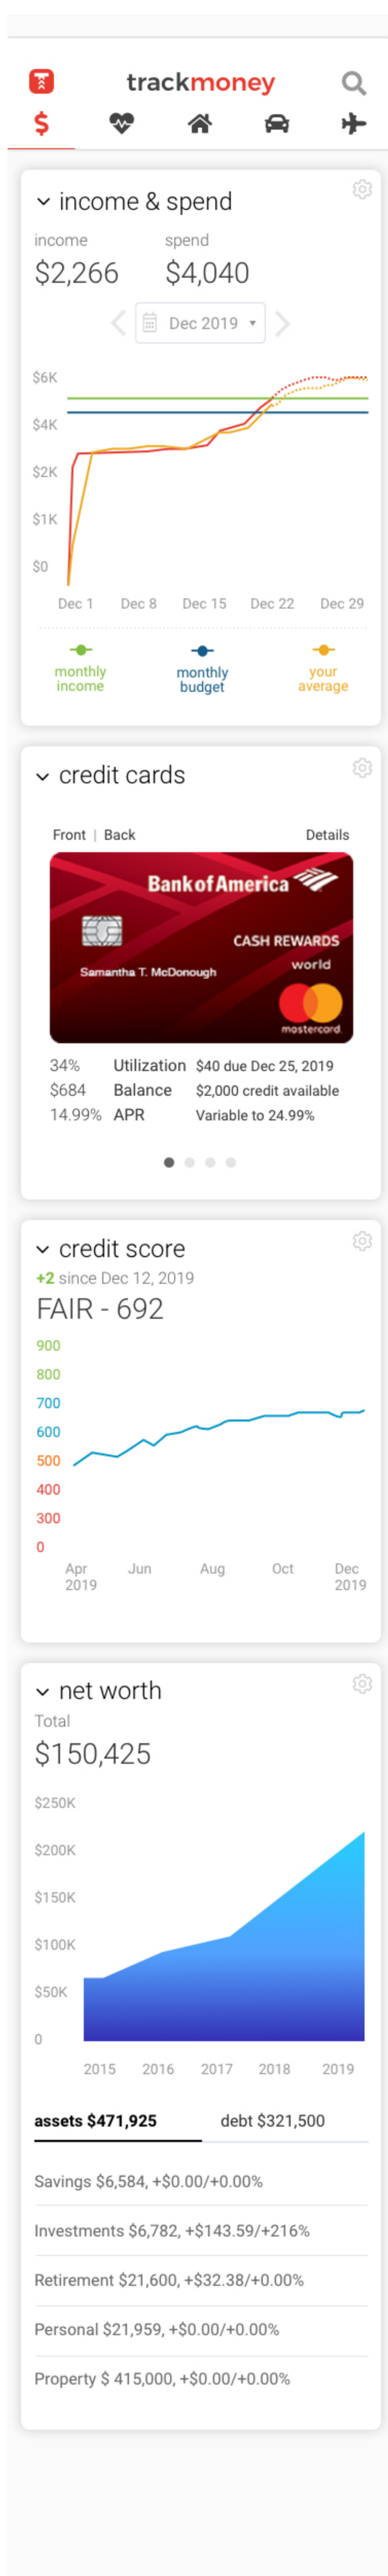 trackmoney
income & spend
income spend
$2,266 $4,040
Dec 2019
$6K
$4K
$2K
$1K
$0
Dec 1 Dec 8 Dec 15 Dec 22 Dec 29
monthly income
monthly budget
your average
credit cards
Front | Back Details
Bank of America
CASH REWARDS
world
Samantha T. McDonough
mastercard
34% Utilization $40 due Dec 25, 2019
$684 Balance $2,000 credit available
14.99% APR Variable to 24.99%
credit score
+2 since Dec 12, 2019
FAIR - 692
900
800
700
600
500
400
300
0
Apr 2019 Jun Aug Oct Dec 2019
net worth
Total
$150,425
$250K
$200K
$150K
$100K
$50K
0
2015 2016 2017 2018 2019
assets $471,925 debt $321,500
Savings $6,584, +$0.00/+0.00%
Investments $6,782, +$143.59/+216%
Retirement $21,600, +$32.38/+0.00%
Personal $21,959, +$0.00/+0.00%
Property $ 415,000, +$0.00/+0.00%